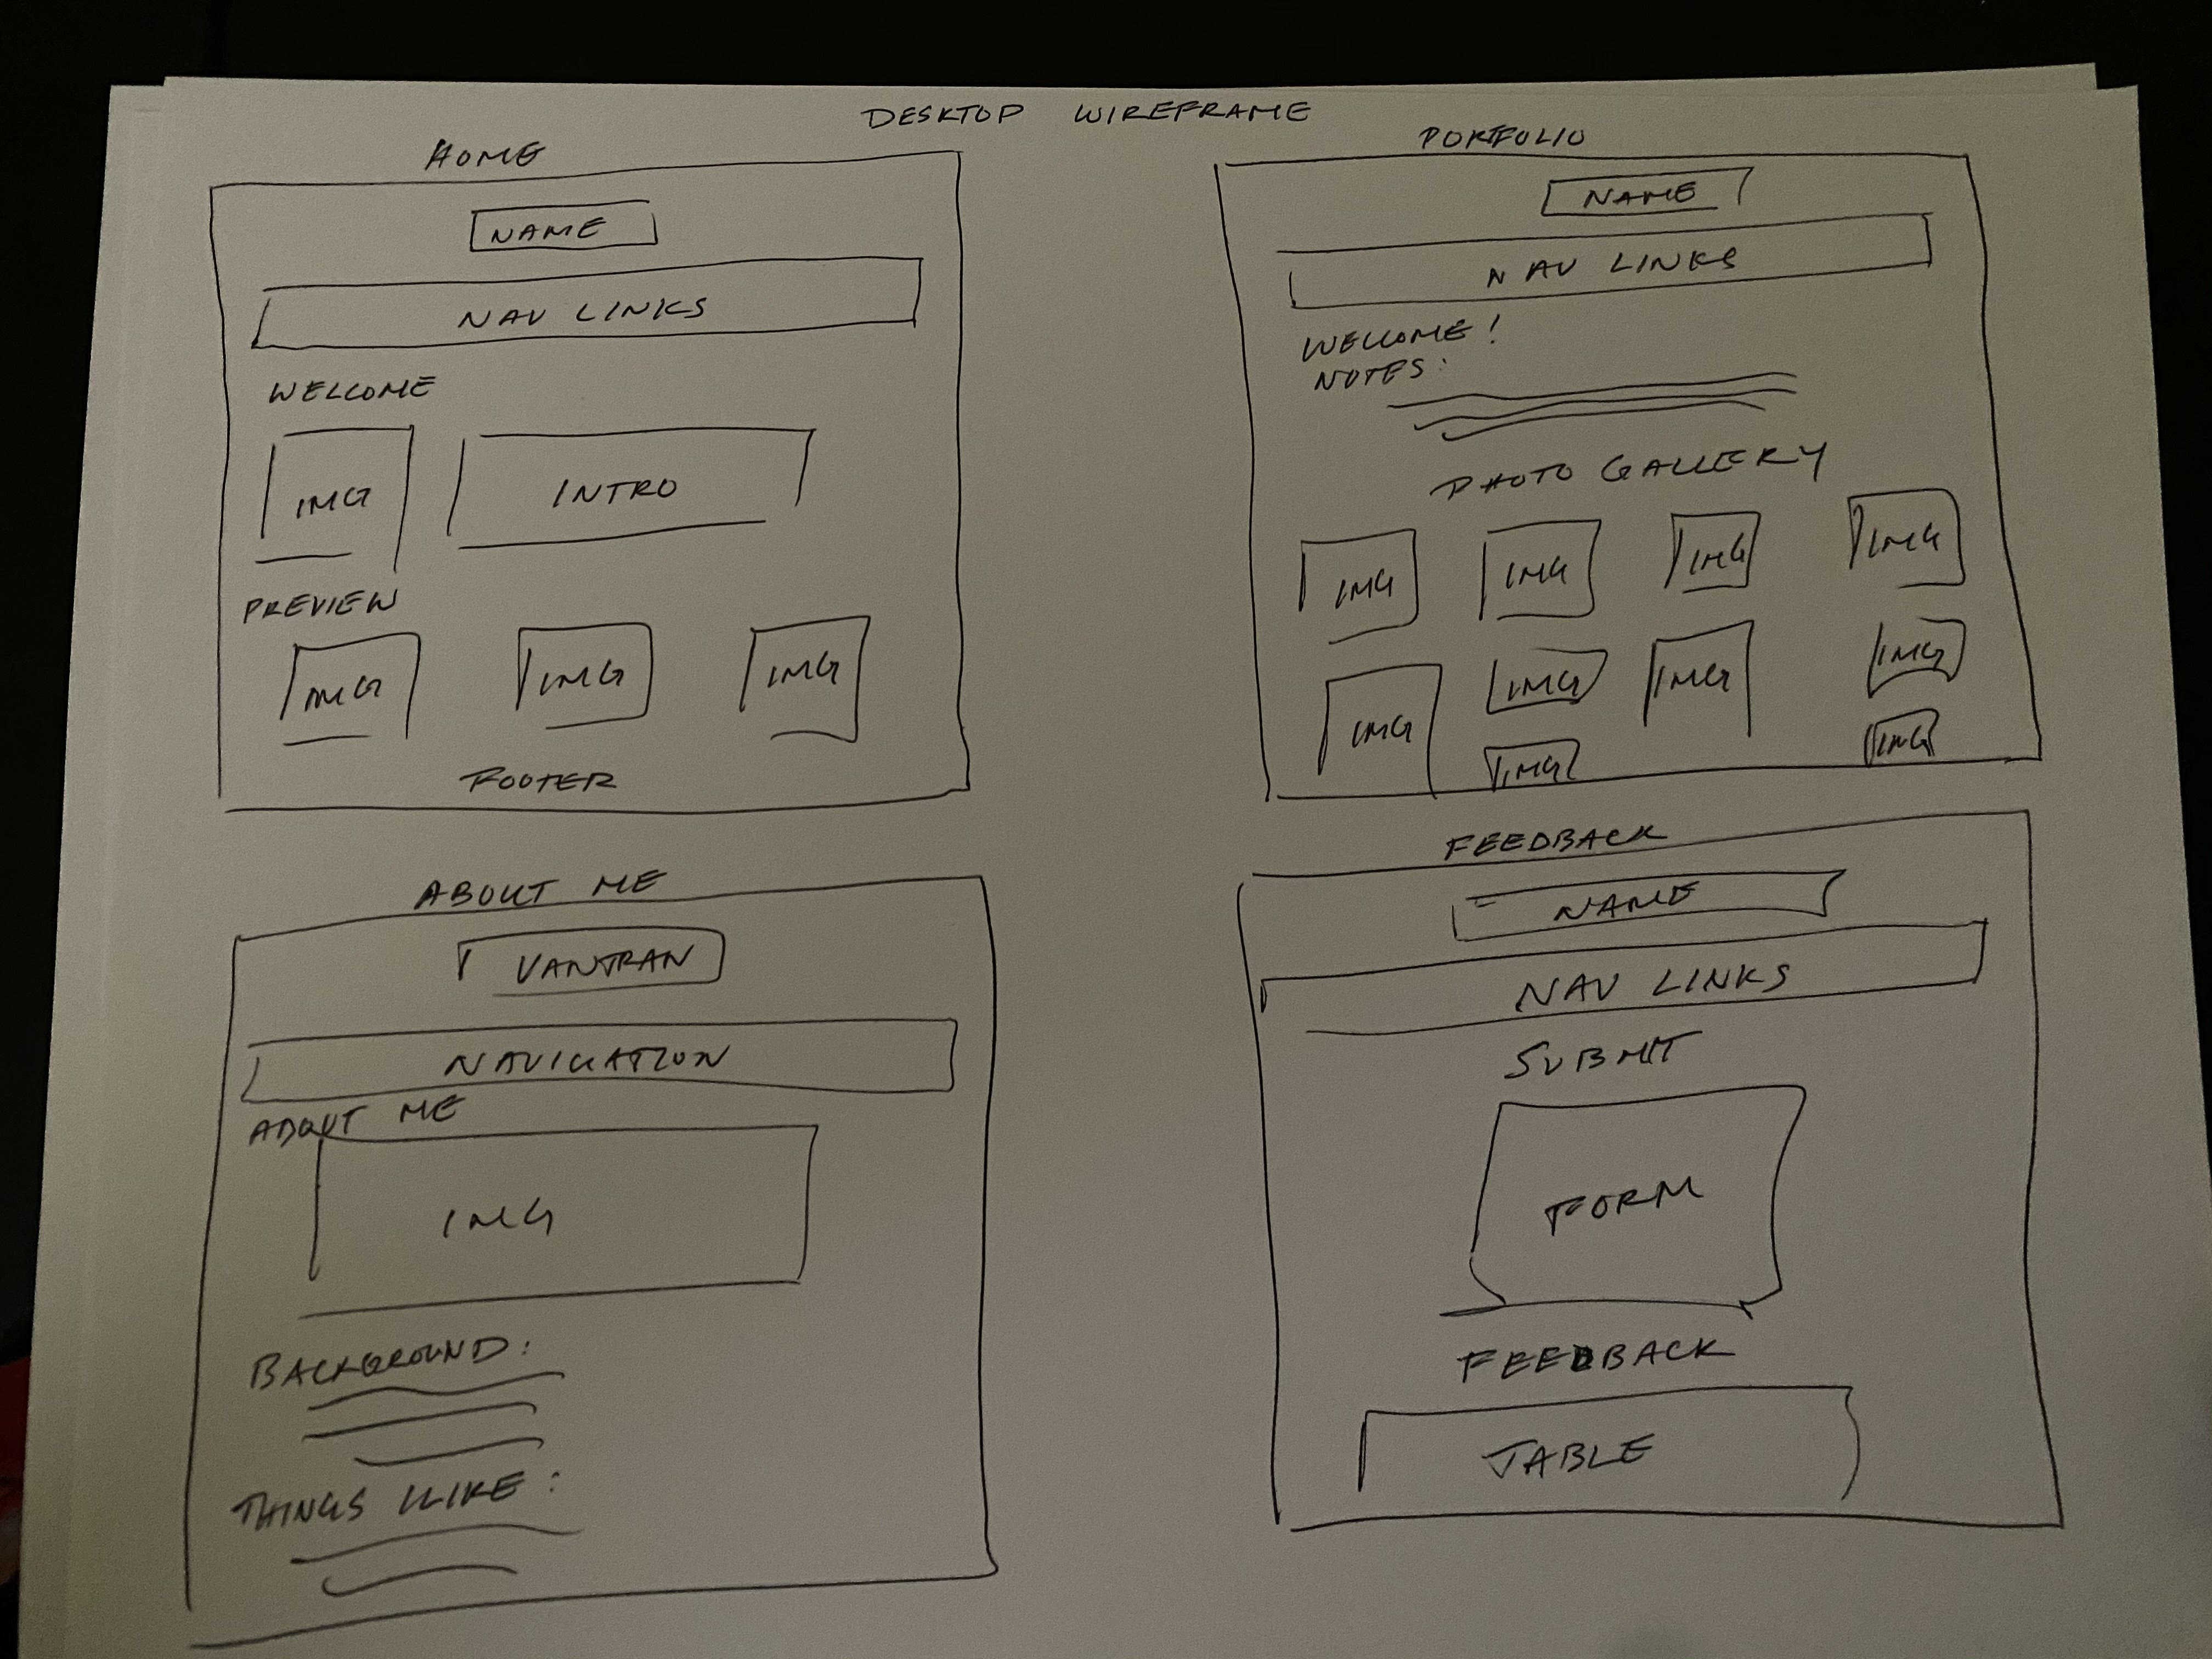 DESKTOP WIREFRAME
HOME
NAME
NAV LINKS
WELCOME
IMG
INTRO
PREVIEW
IMG
IMG
IMG
FOOTER
PORTFOLIO
NAME
NAV LINKS
WELCOME!
NOTES:
PHOTO GALLERY
IMG
IMG
IMG
IMG
IMG
IMG
IMG
IMG
IMG
IMG
ABOUT ME
VANTRAN
NAVIGATION
ABOUT ME
IMG
BACKGROUND:
THINGS I LIKE:
FEEDBACK
NAME
NAV LINKS
SUBMIT
FORM
FEEDBACK
TABLE